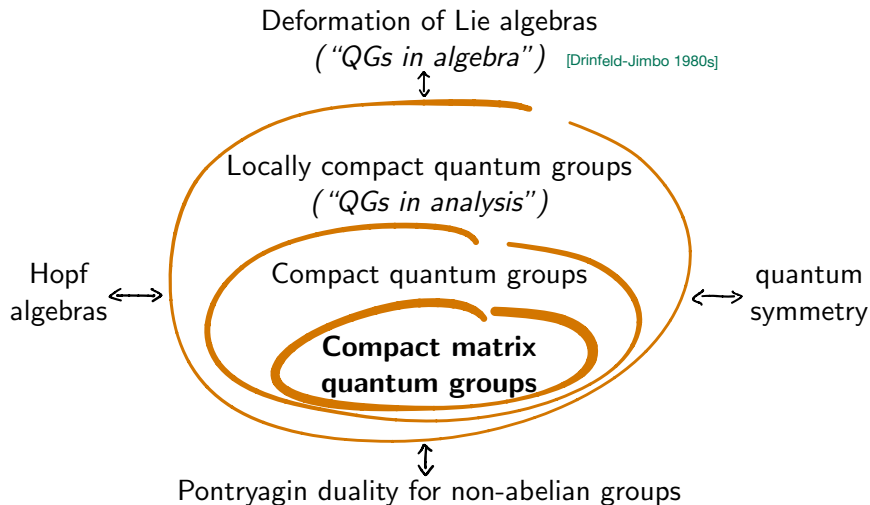 Deformation of Lie algebras
(“QGs in algebra”) [Drinfeld-Jimbo 1980s]
Locally compact quantum groups
(“QGs in analysis”)
Hopf
algebras
Compact quantum groups
quantum
symmetry
Compact matrix
quantum groups
Pontryagin duality for non-abelian groups